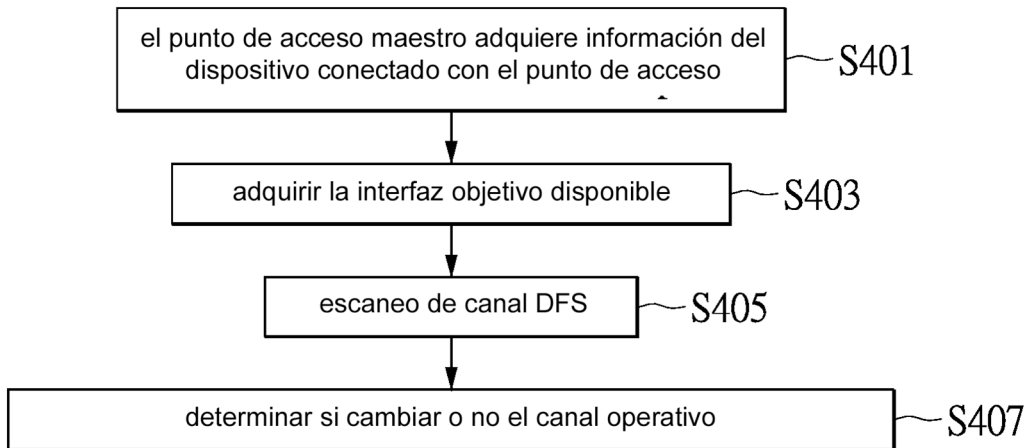 el punto de acceso maestro adquiere información del
dispositivo conectado con el punto de acceso
S401
adquirir la interfaz objetivo disponible
S403
escaneo de canal DFS
S405
determinar si cambiar o no el canal operativo
S407